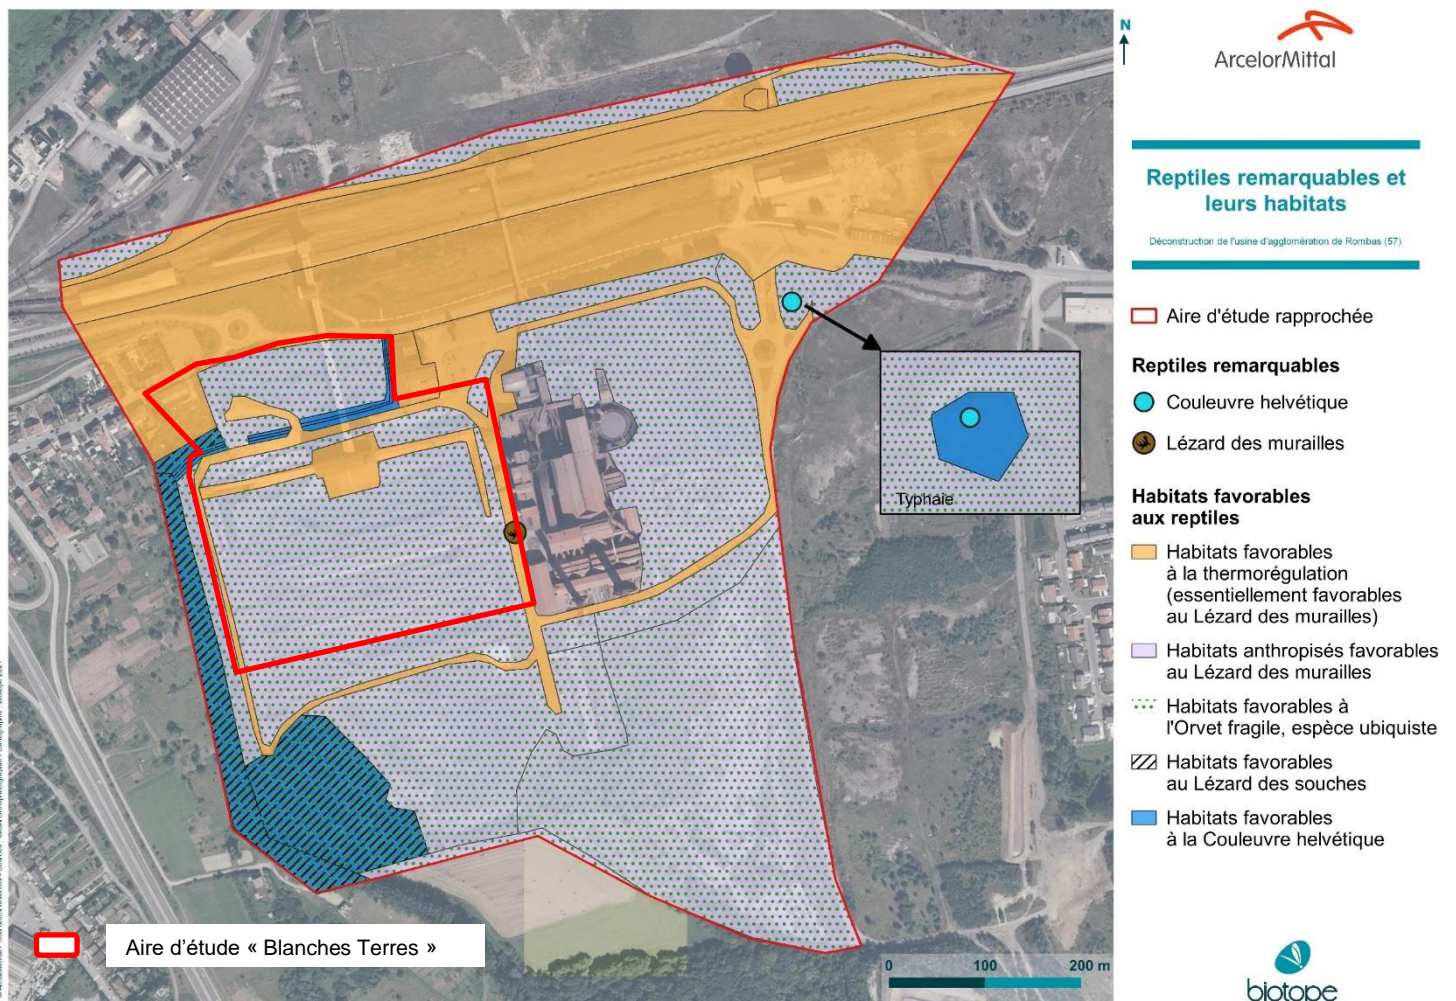 N
ArcelorMittal
Reptiles remarquables et
leurs habitats
Déconstruction de l'usine d'agglomération de Rombas (57)
Aire d'étude rapprochée
Reptiles remarquables
Couleuvre helvétique
Lézard des murailles
Habitats favorables
aux reptiles
Habitats favorables
à la thermorégulation
(essentiellement favorables
au Lézard des murailles)
Habitats anthropisés favorables
au Lézard des murailles
Habitats favorables à
l'Orvet fragile, espèce ubiquiste
Habitats favorables
au Lézard des souches
Habitats favorables
à la Couleuvre helvétique
Typhaie
Aire d'étude « Blanches Terres »
0 100 200 m
biotope